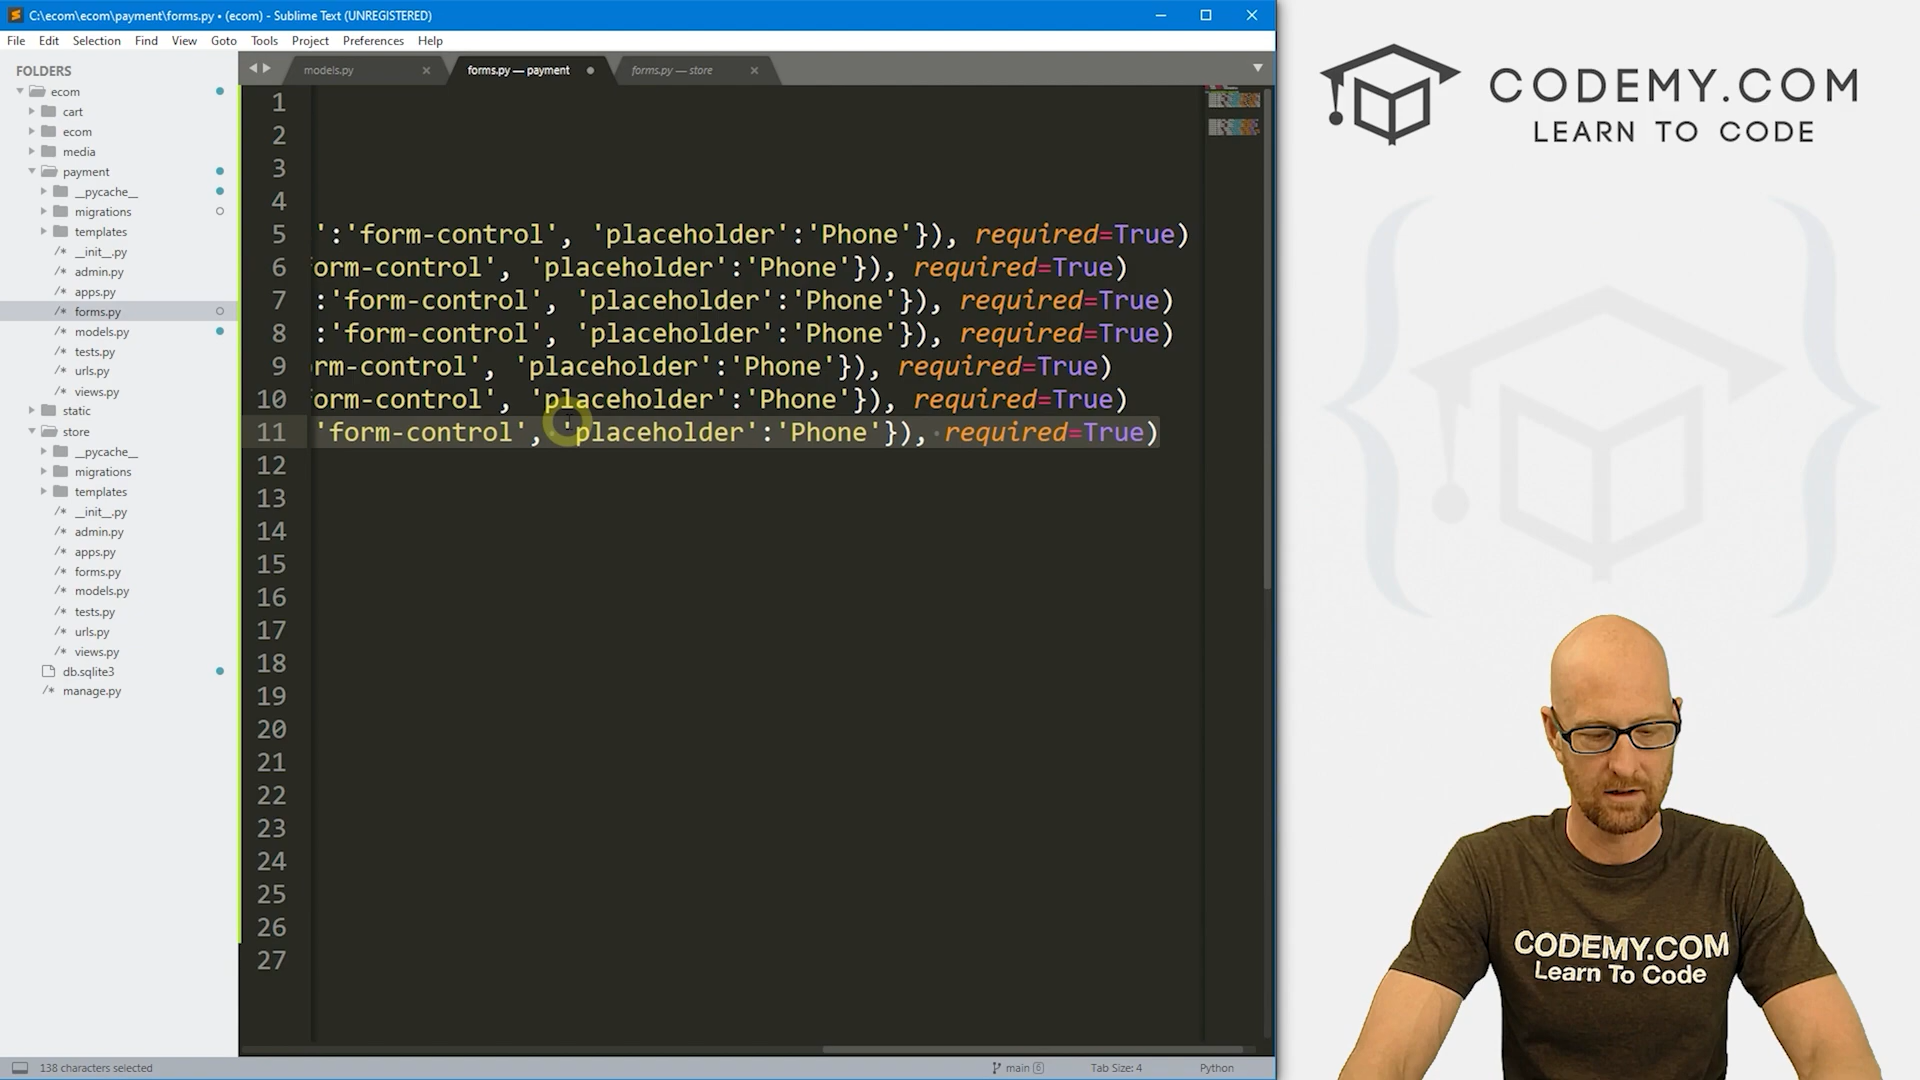 C:\ecom\ecom\payment\forms.py • (ecom) - Sublime Text (UNREGISTERED)
File Edit Selection Find View Goto Tools Project Preferences Help
FOLDERS
ecom
cart
ecom
media
payment
__pycache__
migrations
templates
/* __init__.py
/* admin.py
/* apps.py
/* forms.py
/* models.py
/* tests.py
/* urls.py
/* views.py
static
store
__pycache__
migrations
templates
/* __init__.py
/* admin.py
/* apps.py
/* forms.py
/* models.py
/* tests.py
/* urls.py
/* views.py
db.sqlite3
/* manage.py
models.py
forms.py — payment
forms.py — store
1
2
3
4
5 ':'form-control', 'placeholder':'Phone'}), required=True)
6 orm-control', 'placeholder':'Phone'}), required=True)
7 :'form-control', 'placeholder':'Phone'}), required=True)
8 :'form-control', 'placeholder':'Phone'}), required=True)
9 rm-control', 'placeholder':'Phone'}), required=True)
10 orm-control', 'placeholder':'Phone'}), required=True)
11 'form-control', 'placeholder':'Phone'}), required=True)
12
13
14
15
16
17
18
19
20
21
22
23
24
25
26
27
138 characters selected
main 6
Tab Size: 4
Python
CODEMY.COM
LEARN TO CODE
CODEMY.COM
Learn To Code